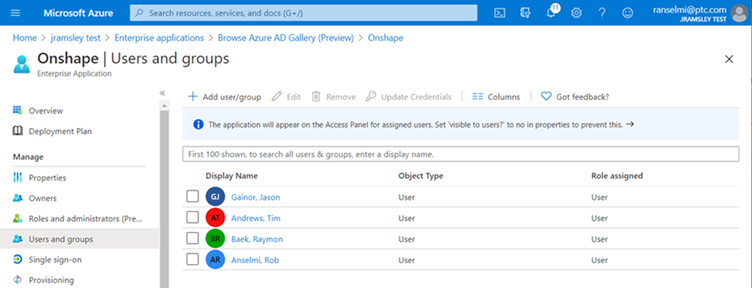 Microsoft Azure
Search resources, services, and docs (G+/)
11
ranselmi@ptc.com
JRAMSLEY TEST
Home > jramsley test > Enterprise applications > Browse Azure AD Gallery (Preview) > Onshape
Onshape | Users and groups
Enterprise Application
Overview
Deployment Plan
Manage
Properties
Owners
Roles and administrators (Pre...
Users and groups
Single sign-on
Provisioning
+ Add user/group Edit Remove Update Credentials Columns Got feedback?
The application will appear on the Access Panel for assigned users. Set 'visible to users?' to no in properties to prevent this. →
First 100 shown, to search all users & groups, enter a display name.
Display Name Object Type Role assigned
GJ Gainor, Jason User User
AT Andrews, Tim User User
BR Baek, Raymon User User
AR Anselmi, Rob User User